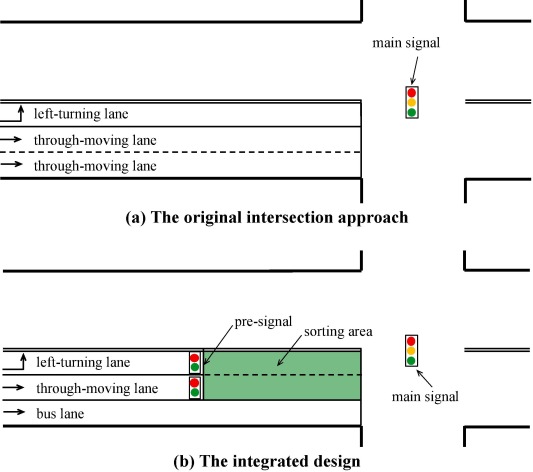 main signal
left-turning lane
through-moving lane
through-moving lane
(a) The original intersection approach
pre-signal
sorting area
left-turning lane
through-moving lane
main signal
bus lane
(b) The integrated design